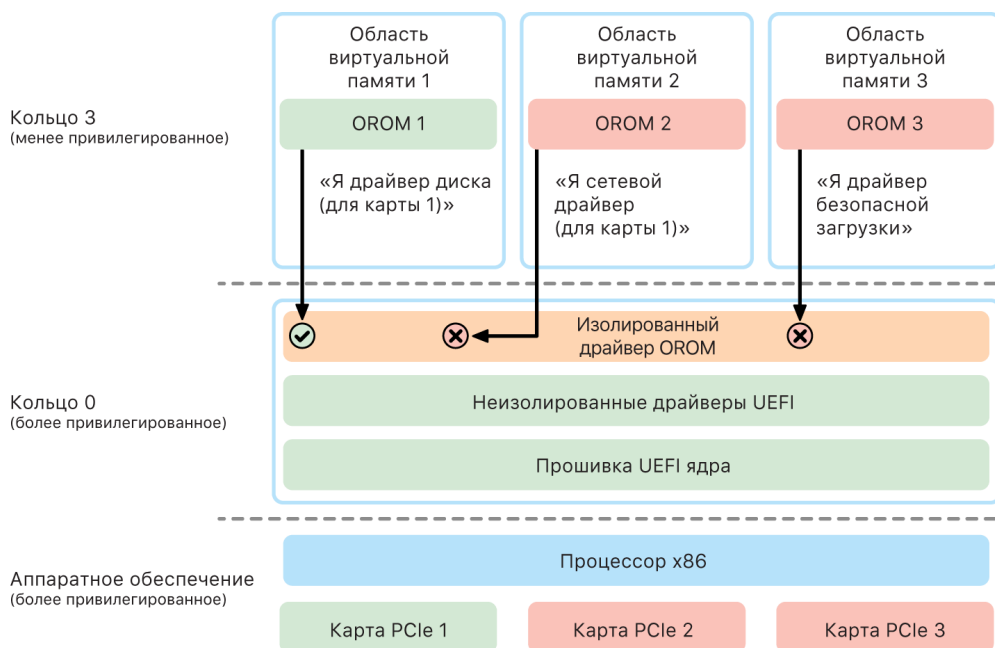 Область
виртуальной
памяти 1
Область
виртуальной
памяти 2
Область
виртуальной
памяти 3
Кольцо 3
(менее привилегированное)
OROM 1
OROM 2
OROM 3
«Я драйвер диска
(для карты 1)»
«Я сетевой
драйвер
(для карты 1)»
«Я драйвер
безопасной
загрузки»
Изолированный
драйвер OROM
Кольцо 0
(более привилегированное)
Неизолированные драйверы UEFI
Прошивка UEFI ядра
Аппаратное обеспечение
(более привилегированное)
Процессор x86
Карта PCIe 1
Карта PCIe 2
Карта PCIe 3